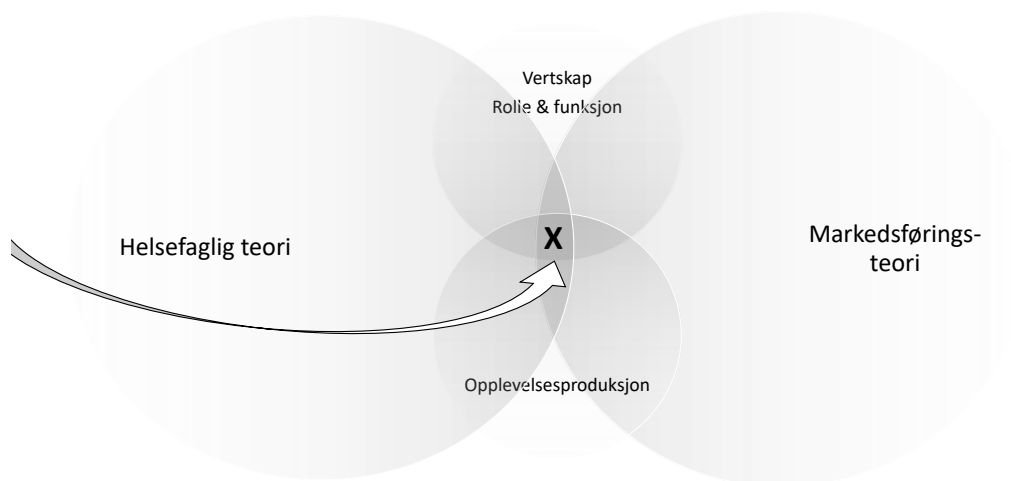 Vertskap
Rolle & funksjon
Helsefaglig teori
X
Markedsførings-
teori
Opplevelsesproduksjon